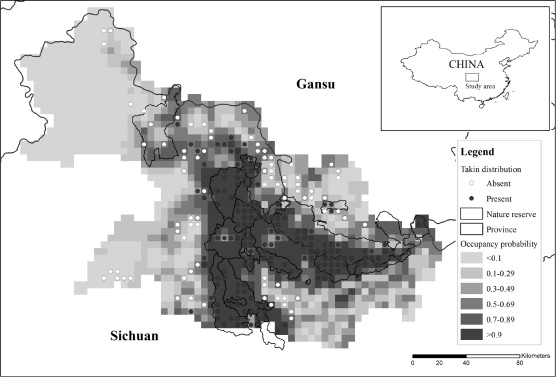 Gansu
CHINA
Study area
Legend
Takin distribution
Absent
Present
Nature reserve
Province
Occupancy probability
<0.1
0.1-0.29
0.3-0.49
0.5-0.69
0.7-0.89
>0.9
Sichuan
Kilometers
0 20 40 80